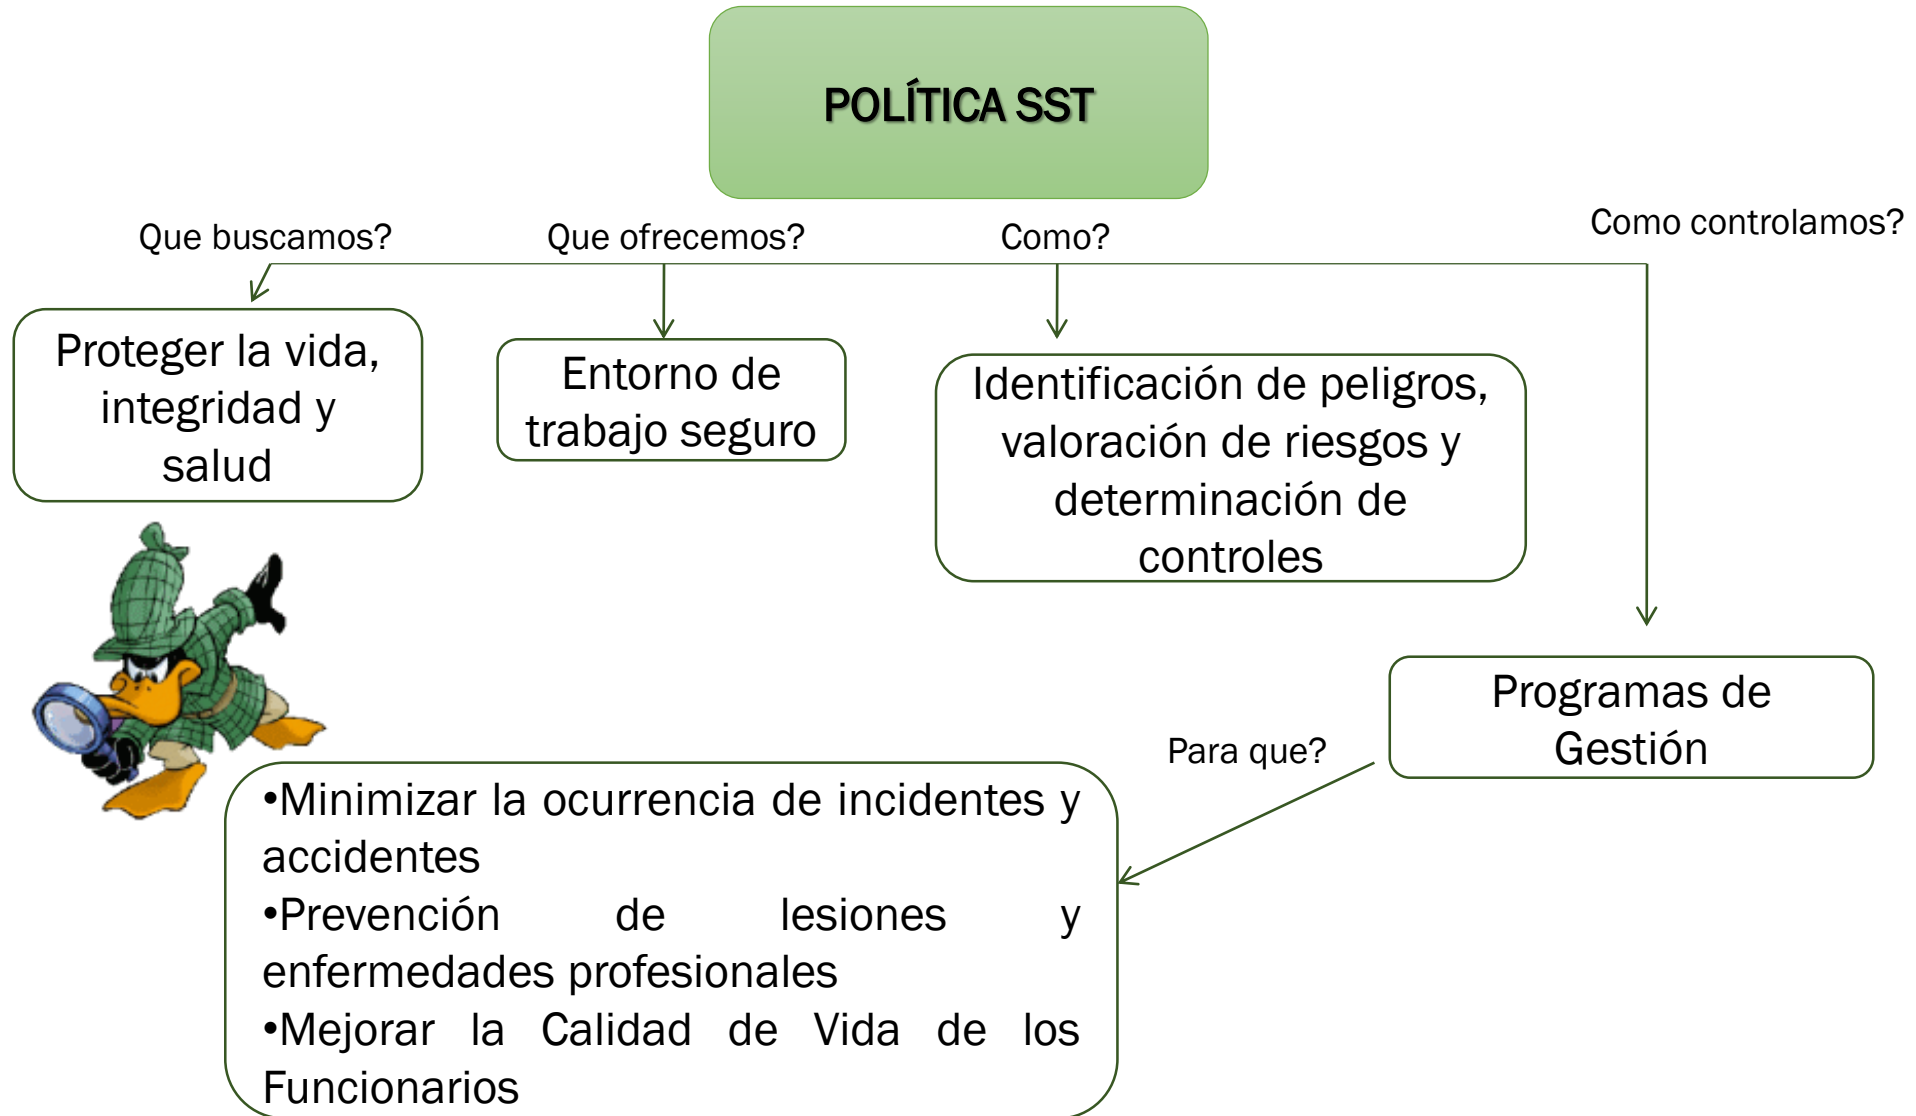 POLÍTICA SST
Que buscamos?
Que ofrecemos?
Como?
Como controlamos?
Proteger la vida,
integridad y
salud
Entorno de
trabajo seguro
Identificación de peligros,
valoración de riesgos y
determinación de
controles
Programas de
Gestión
Para que?
•Minimizar la ocurrencia de incidentes y
accidentes
•Prevención de lesiones y
enfermedades profesionales
•Mejorar la Calidad de Vida de los
Funcionarios